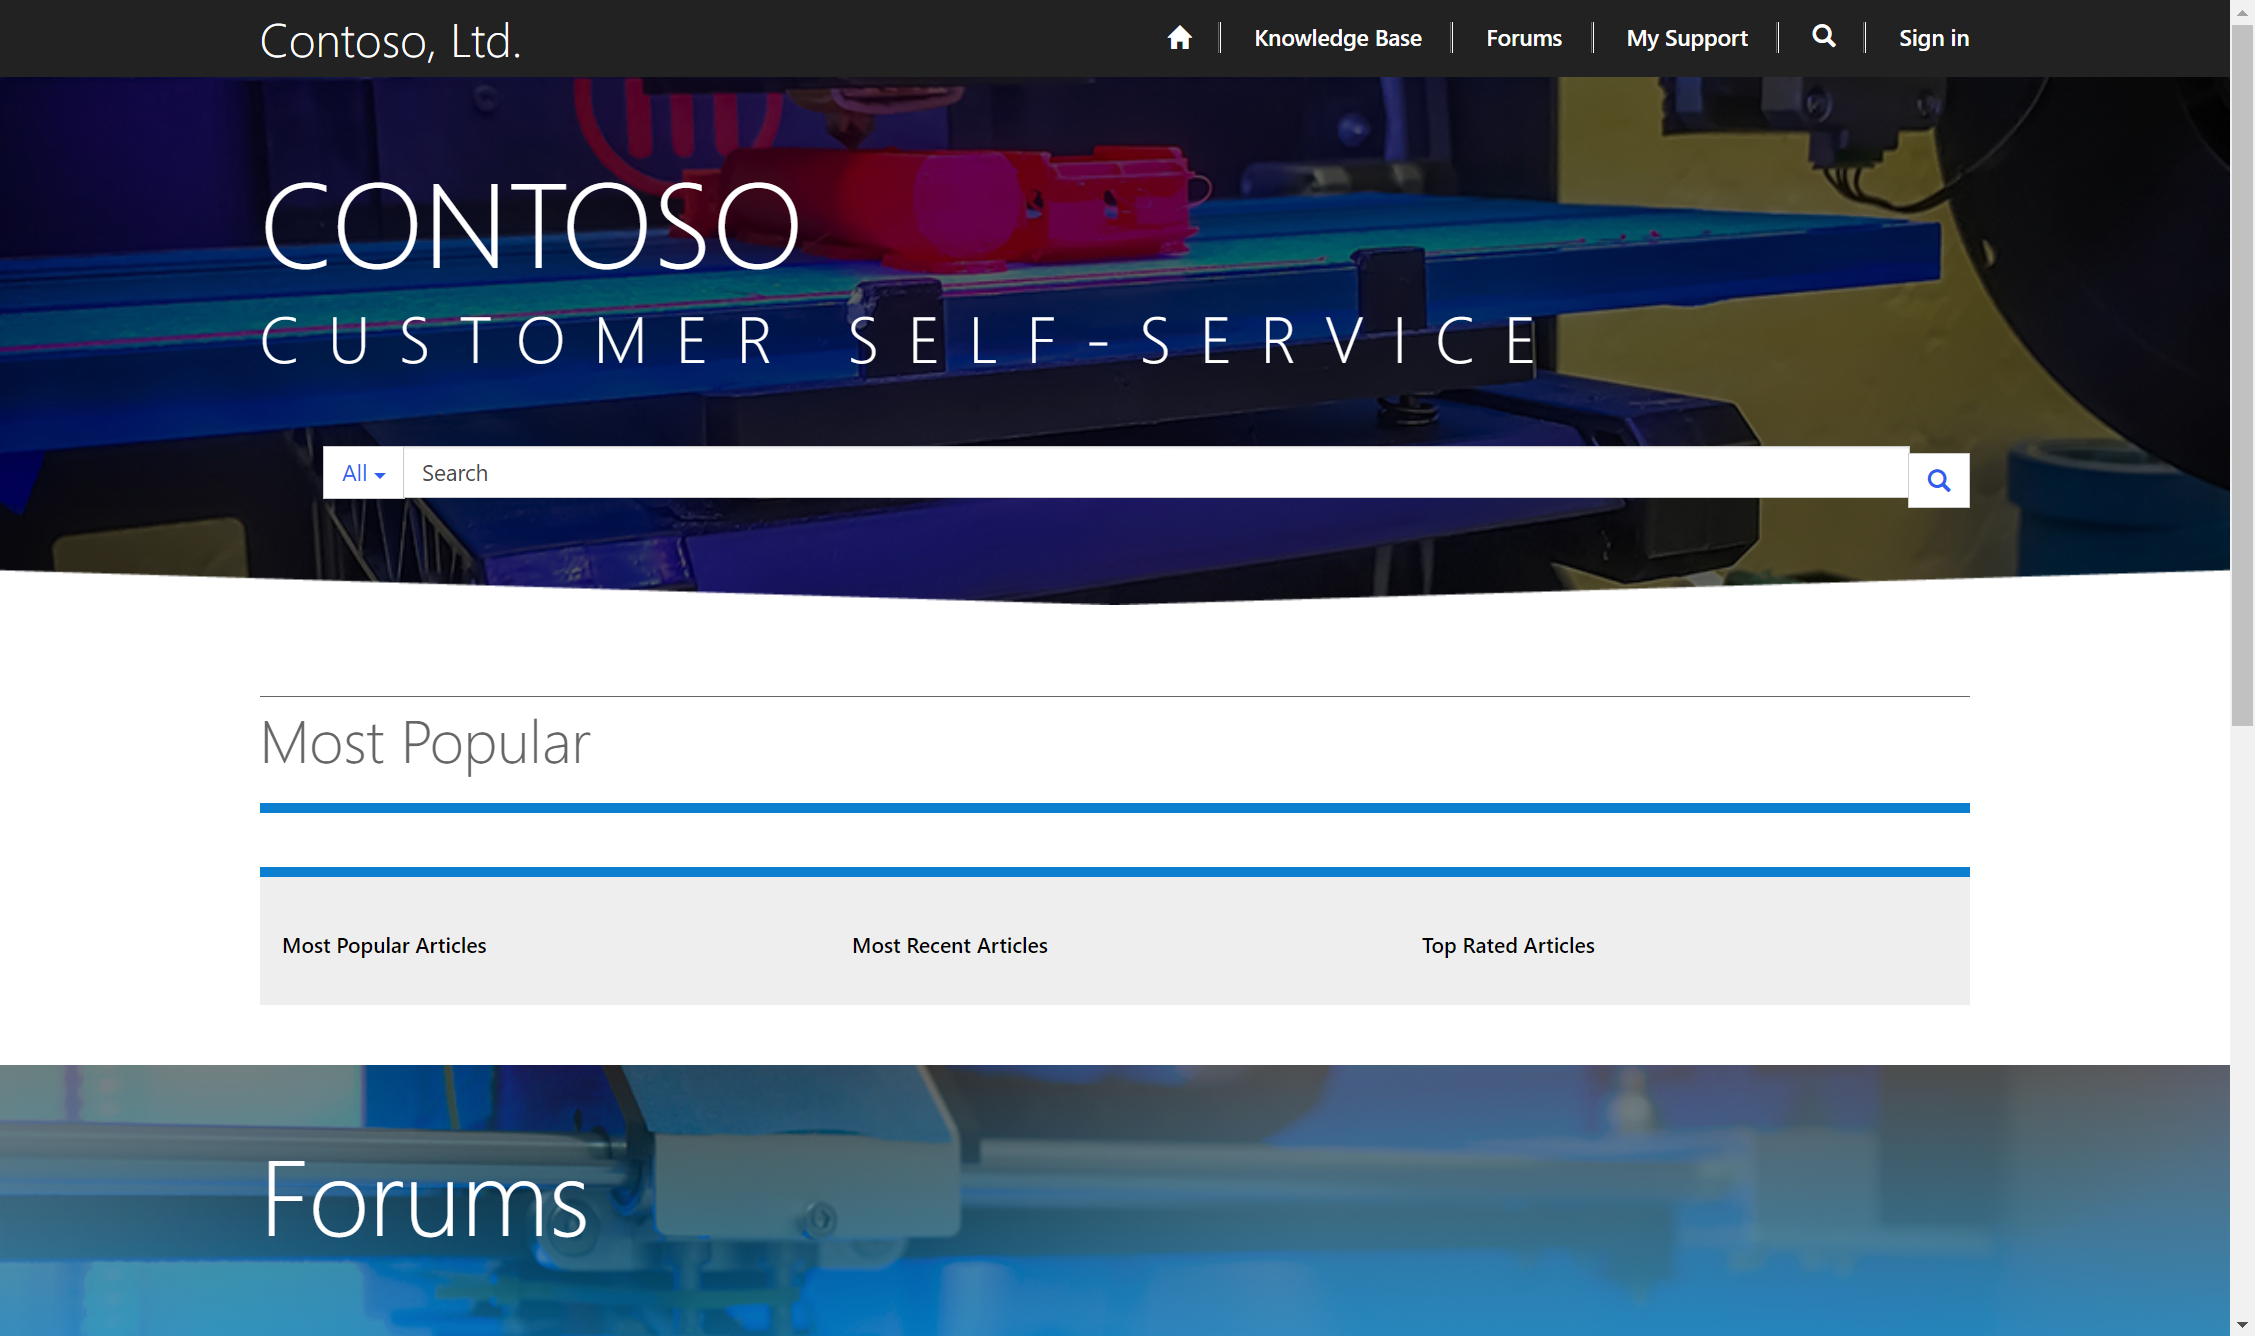 Contoso, Ltd.
Knowledge Base
Forums
My Support
Sign in
CONTOSO
CUSTOMER SELF-SERVICE
All
Search
Most Popular
Most Popular Articles
Most Recent Articles
Top Rated Articles
Forums